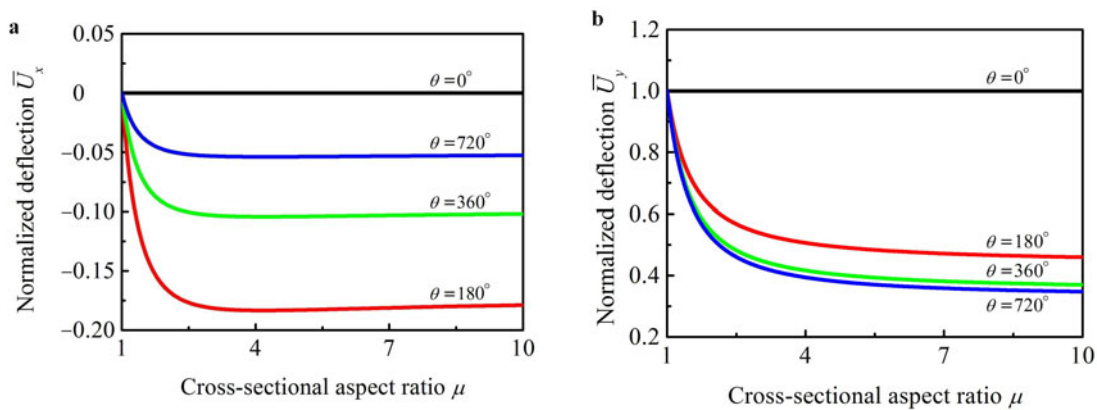 a
0.05
0
−0.05
−0.10
−0.15
−0.20
Normalized deflection U̅x
θ=0°
θ=720°
θ=360°
θ=180°
1 4 7 10
Cross-sectional aspect ratio μ
b
1.2
1.0
0.8
0.6
0.4
0.2
Normalized deflection U̅y
θ=0°
θ=180°
θ=360°
θ=720°
1 4 7 10
Cross-sectional aspect ratio μ